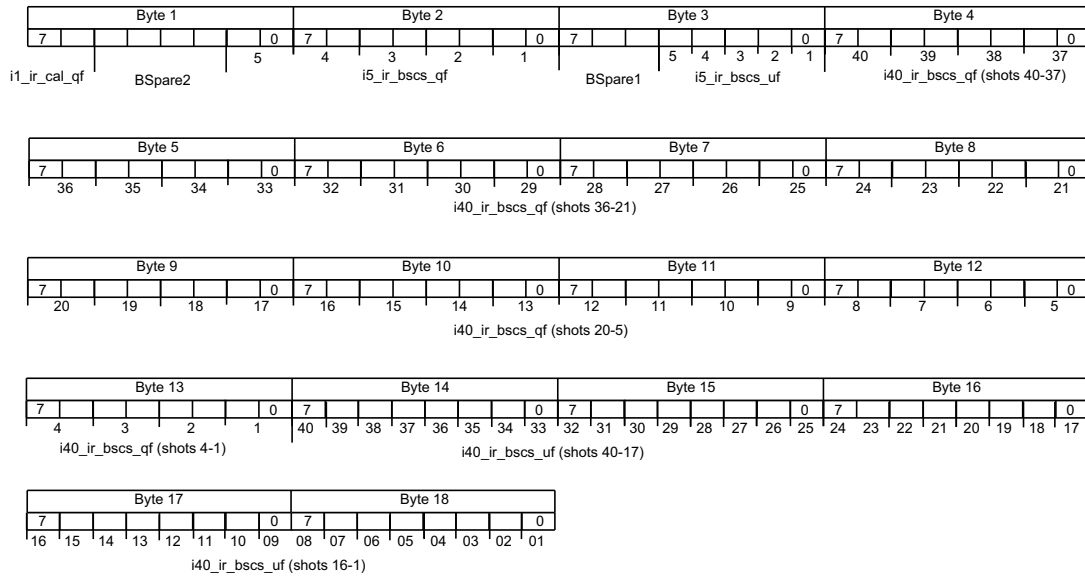 Byte 1 Byte 2 Byte 3 Byte 4
7 0 7 0 7 0 7 0
5 4 3 2 1 5 4 3 2 1 40 39 38 37
i1_ir_cal_qf BSpare2 i5_ir_bscs_qf BSpare1 i5_ir_bscs_uf i40_ir_bscs_qf (shots 40-37)
Byte 5 Byte 6 Byte 7 Byte 8
7 0 7 0 7 0 7 0
36 35 34 33 32 31 30 29 28 27 26 25 24 23 22 21
i40_ir_bscs_qf (shots 36-21)
Byte 9 Byte 10 Byte 11 Byte 12
7 0 7 0 7 0 7 0
20 19 18 17 16 15 14 13 12 11 10 9 8 7 6 5
i40_ir_bscs_qf (shots 20-5)
Byte 13 Byte 14 Byte 15 Byte 16
7 0 7 0 7 0 7 0
4 3 2 1 40 39 38 37 36 35 34 33 32 31 30 29 28 27 26 25 24 23 22 21 20 19 18 17
i40_ir_bscs_qf (shots 4-1) i40_ir_bscs_uf (shots 40-17)
Byte 17 Byte 18
7 0 7 0
16 15 14 13 12 11 10 09 08 07 06 05 04 03 02 01
i40_ir_bscs_uf (shots 16-1)